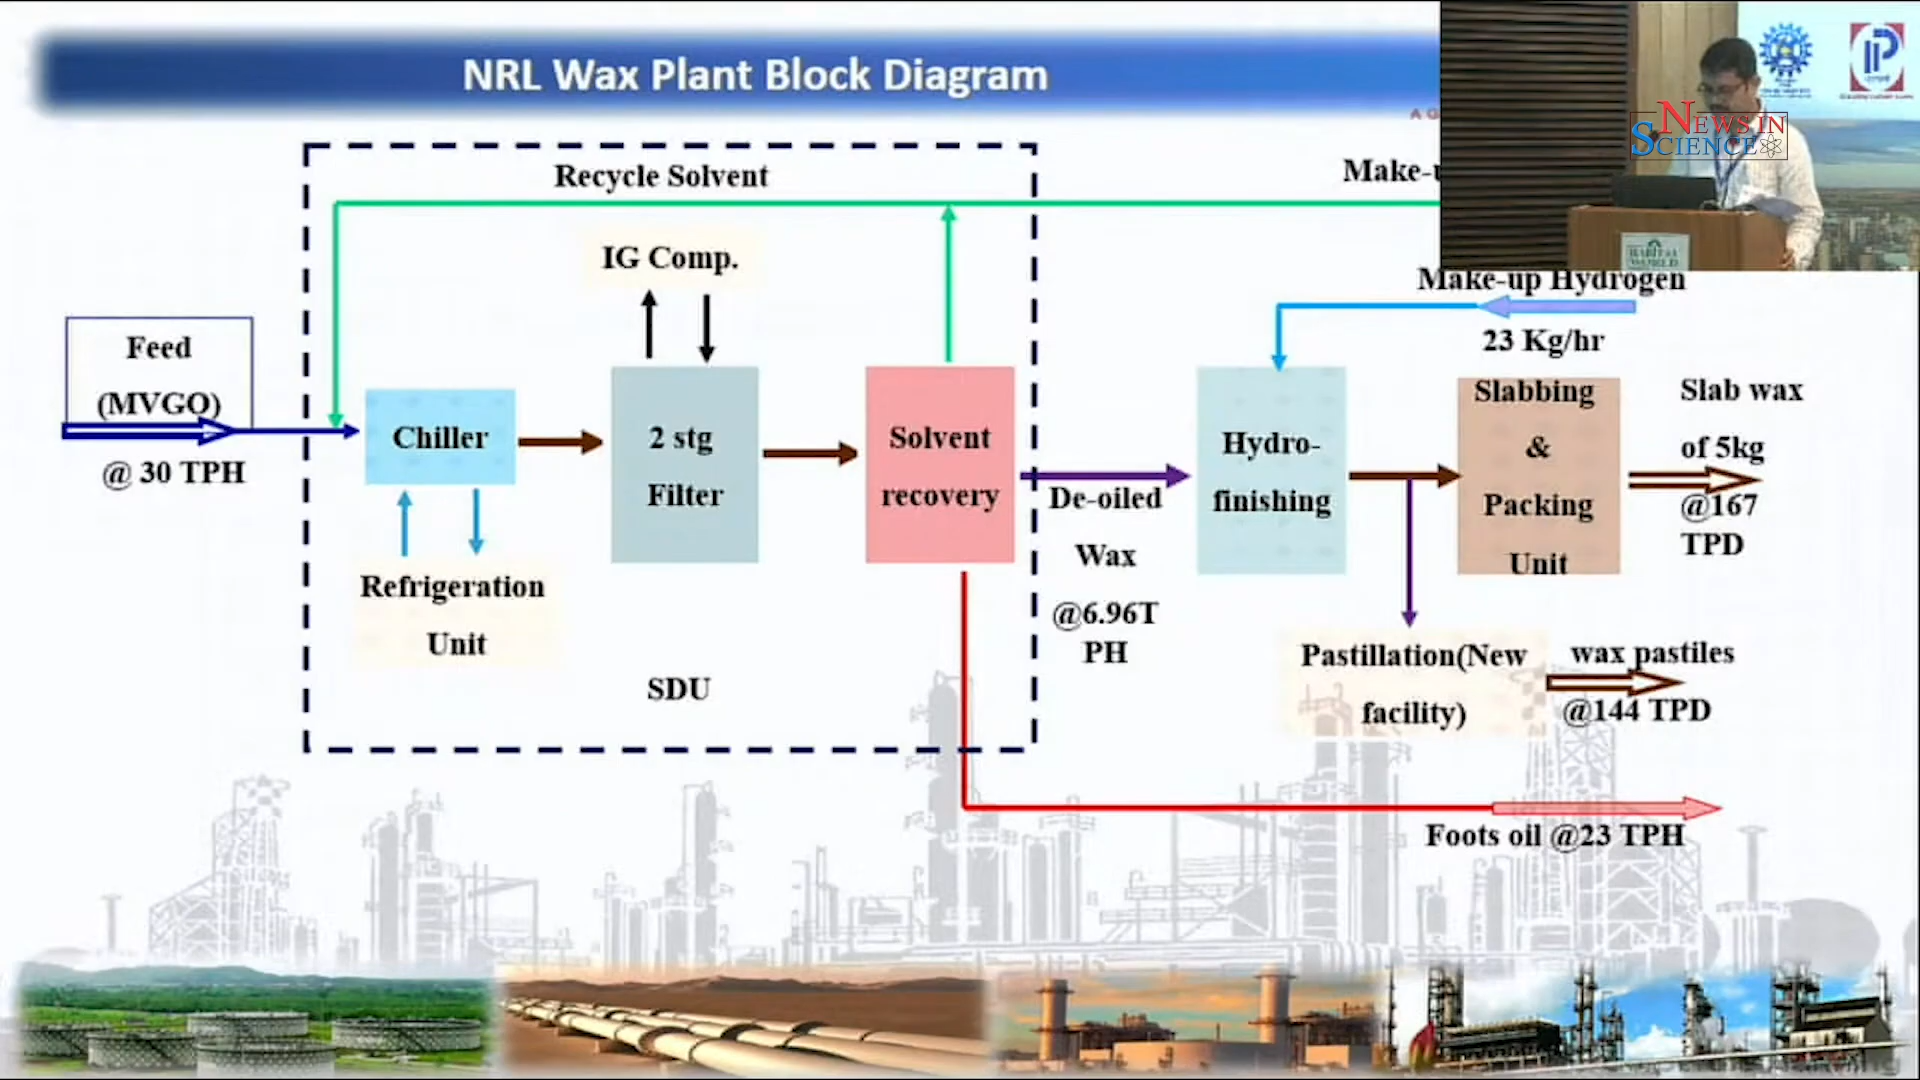 NRL Wax Plant Block Diagram
NEWS IN
SCIENCE
A G
Recycle Solvent
Make-u
IG Comp.
HABITAT
WORLD
Make-up Hydrogen
23 Kg/hr
Feed
(MVGO)
@ 30 TPH
Chiller
2 stg
Filter
Solvent
recovery
Hydro-
finishing
Slabbing
&
Packing
Unit
Slab wax
of 5kg
@167
TPD
De-oiled
Wax
@6.96T
PH
Refrigeration
Unit
SDU
Pastillation(New
facility)
wax pastiles
@144 TPD
Foots oil @23 TPH